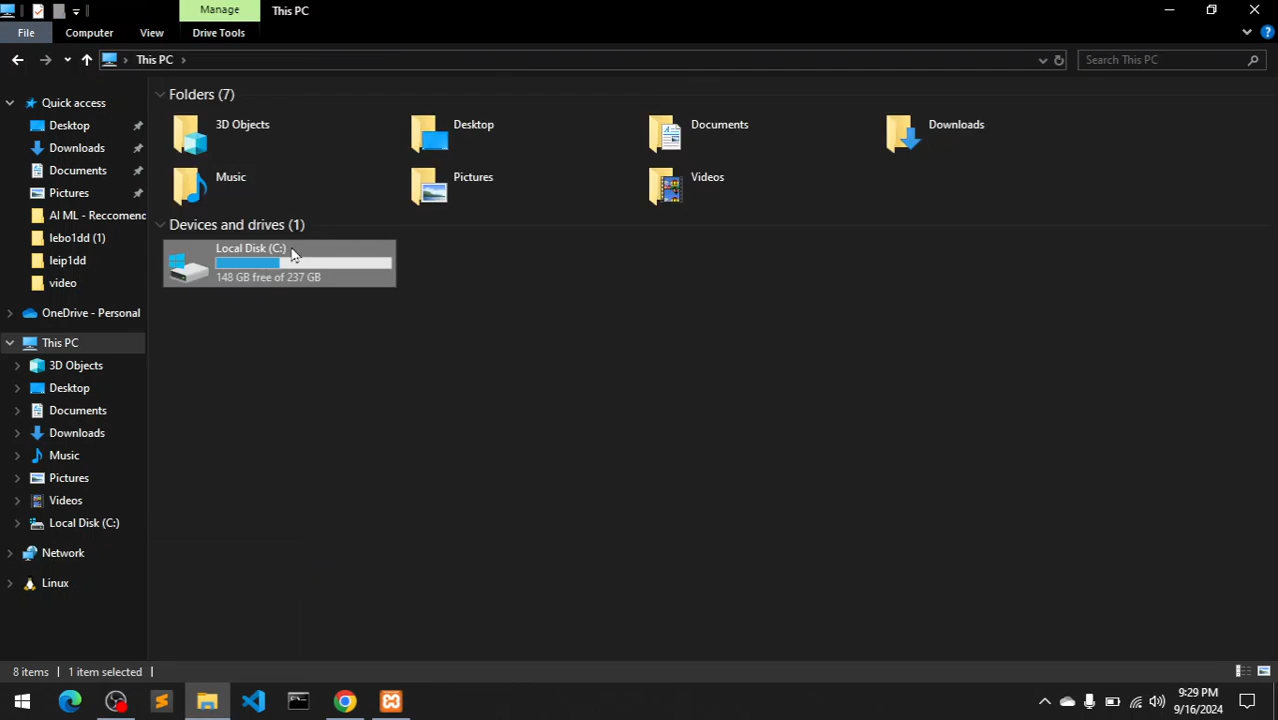 Manage
This PC
File
Computer
View
Drive Tools
This PC
Search This PC
Quick access
Desktop
Downloads
Documents
Pictures
AI ML - Reccomenc
lebo1dd (1)
leip1dd
video
OneDrive - Personal
This PC
3D Objects
Desktop
Documents
Downloads
Music
Pictures
Videos
Local Disk (C:)
Network
Linux
Folders (7)
3D Objects
Desktop
Documents
Downloads
Music
Pictures
Videos
Devices and drives (1)
Local Disk (C:)
148 GB free of 237 GB
8 items
1 item selected
9:29 PM
9/16/2024